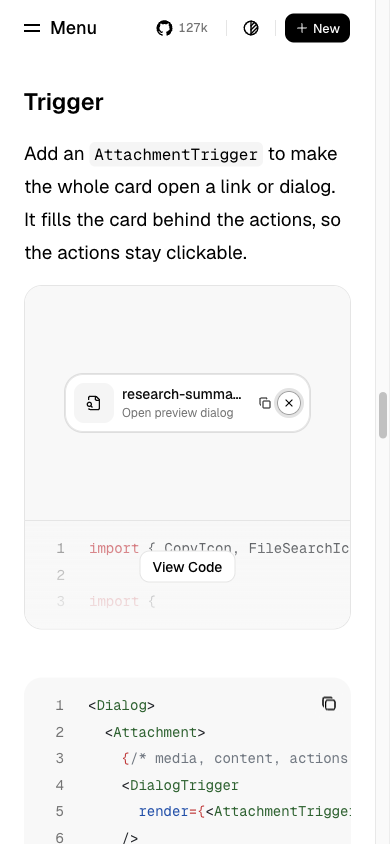 Menu
127k
New
Trigger
Add an AttachmentTrigger to make
the whole card open a link or dialog.
It fills the card behind the actions, so
the actions stay clickable.
research-summa...
Open preview dialog
1 import { CopyIcon, FileSearchIc
2
View Code
3 import {
1 <Dialog>
2 <Attachment>
3 {/* media, content, actions
4 <DialogTrigger
5 render={<AttachmentTrigger
6 />